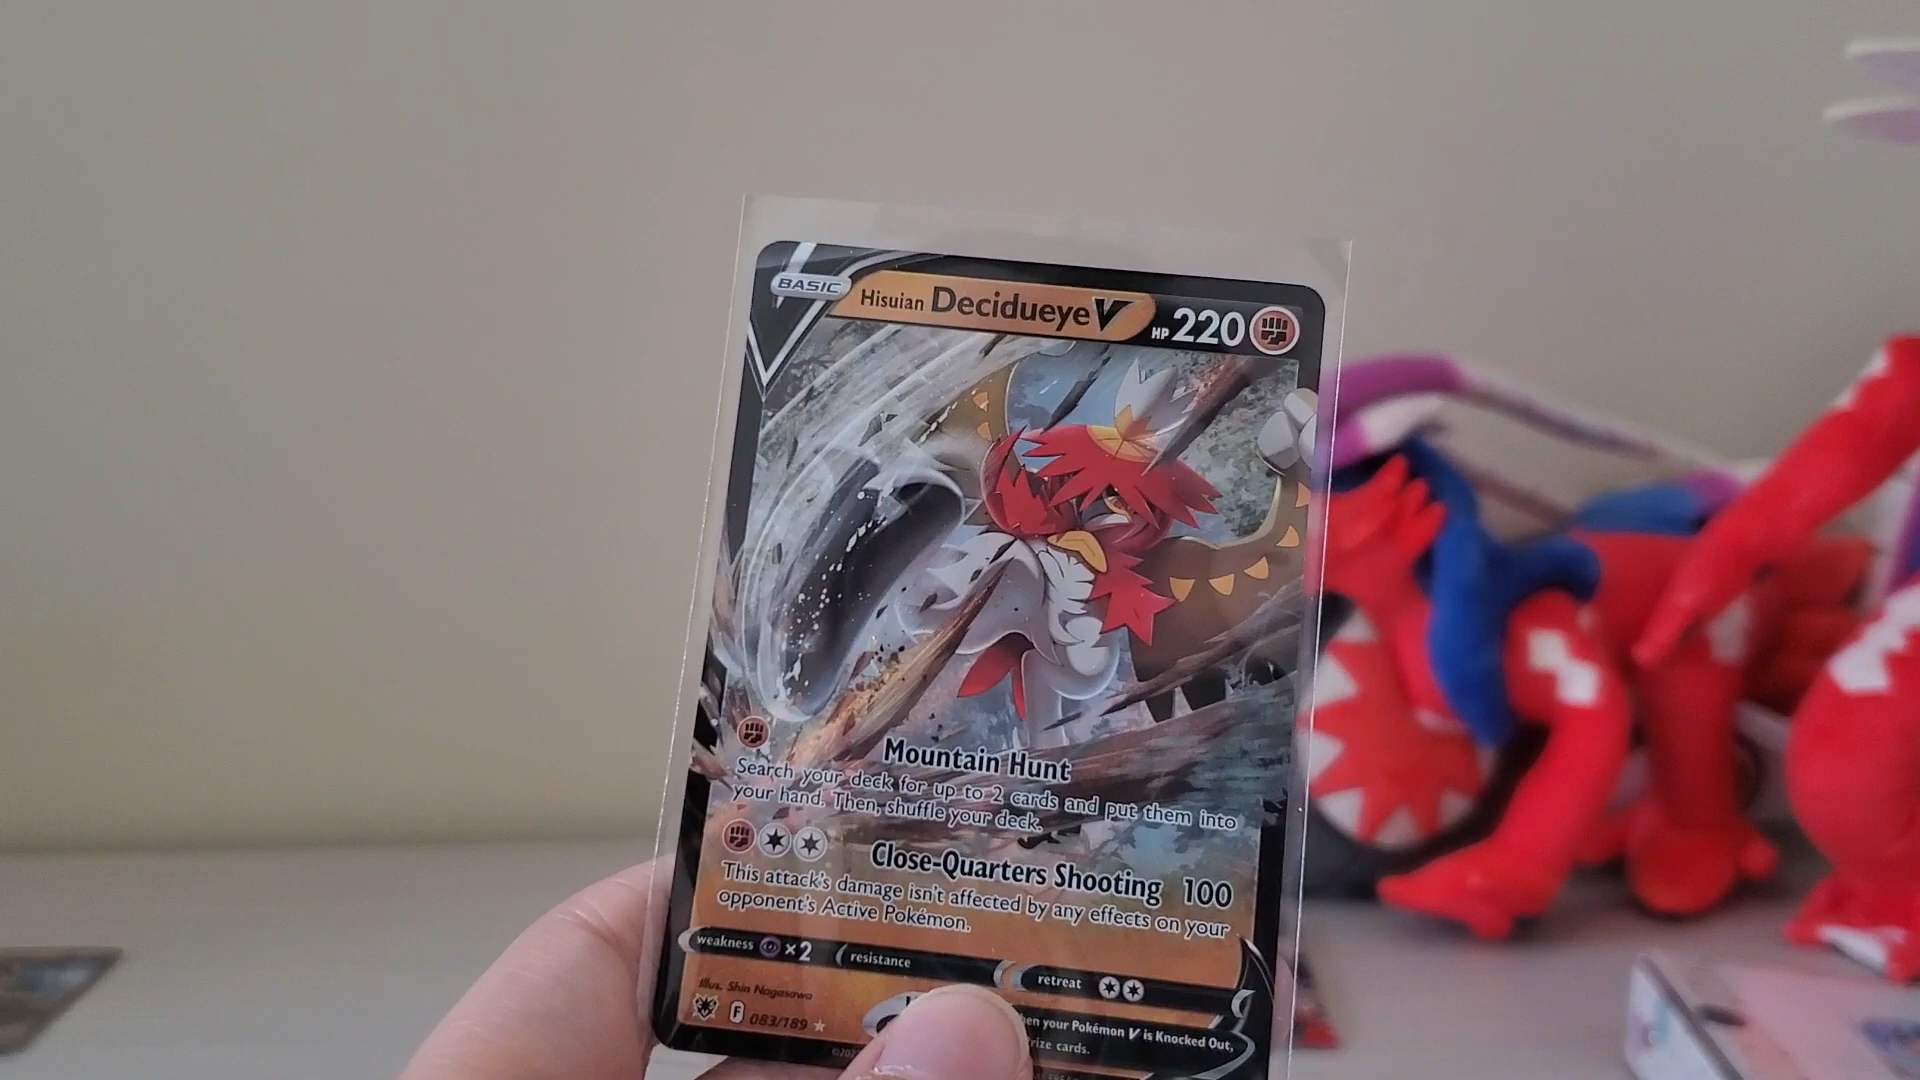 BASIC
Hisuian Decidueye V HP 220
Mountain Hunt
Search your deck for up to 2 cards and put them into
your hand. Then, shuffle your deck.
Close-Quarters Shooting 100
This attack's damage isn't affected by any effects on your
opponent's Active Pokémon.
weakness ×2 resistance retreat
Illus. Shin Nagasawa
F 083/189
your Pokémon V is Knocked Out,
cards.